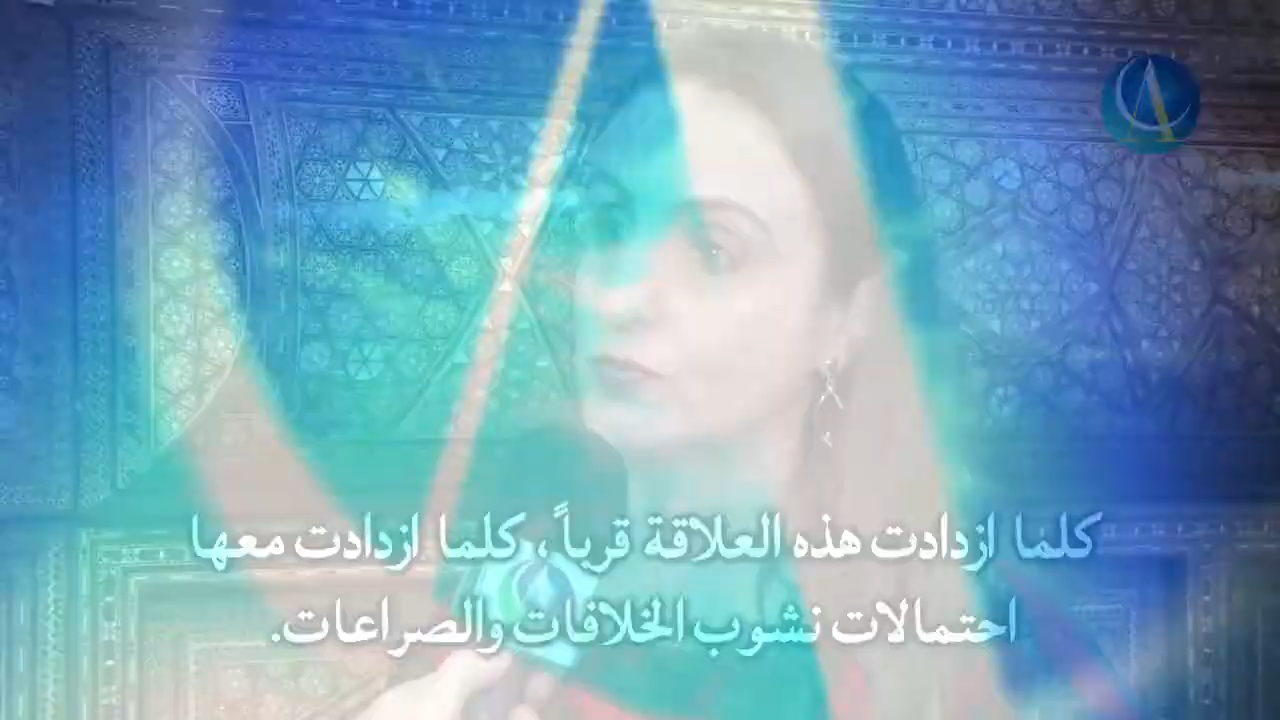 كلما ازدادت هذه العلاقة قرباً، كلما ازدادت معها
احتمالات نشوب الخلافات والصراعات.